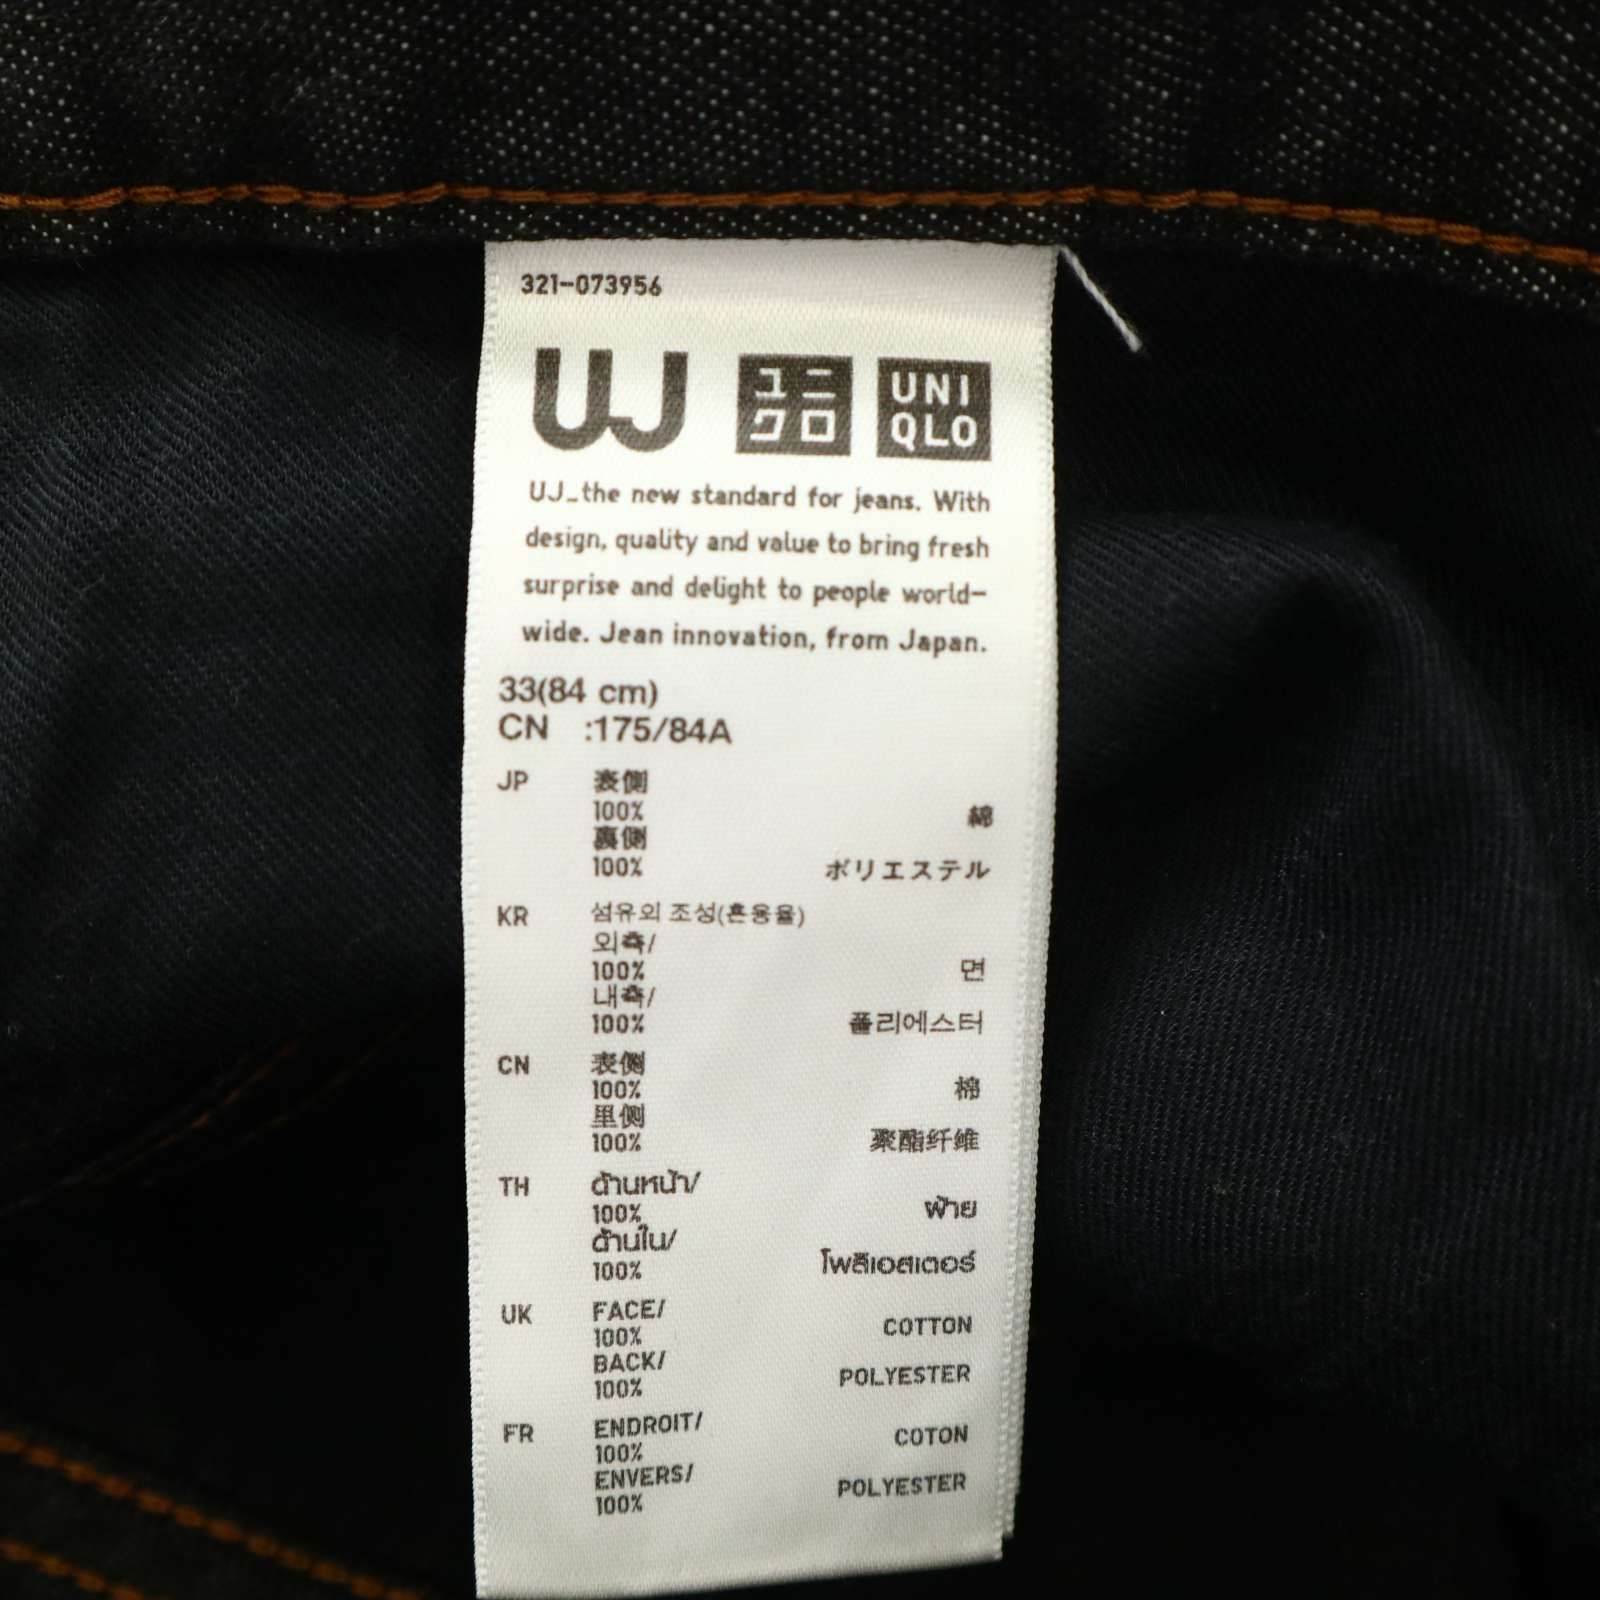 321-073956
UJ ユニクロ UNIQLO
UJ_the new standard for jeans. With
design, quality and value to bring fresh
surprise and delight to people world-
wide. Jean innovation, from Japan.
33(84 cm)
CN :175/84A
JP 表側
100% 綿
裏側
100% ポリエステル
KR 섬유의 조성(혼용율)
외측/
100% 면
내측/
100% 폴리에스터
CN 表侧
100% 棉
里侧
100% 聚酯纤维
TH ด้านหน้า/
100% ฝ้าย
ด้านใน/
100% โพลีเอสเตอร์
UK FACE/
100% COTTON
BACK/
100% POLYESTER
FR ENDROIT/
100% COTON
ENVERS/
100% POLYESTER